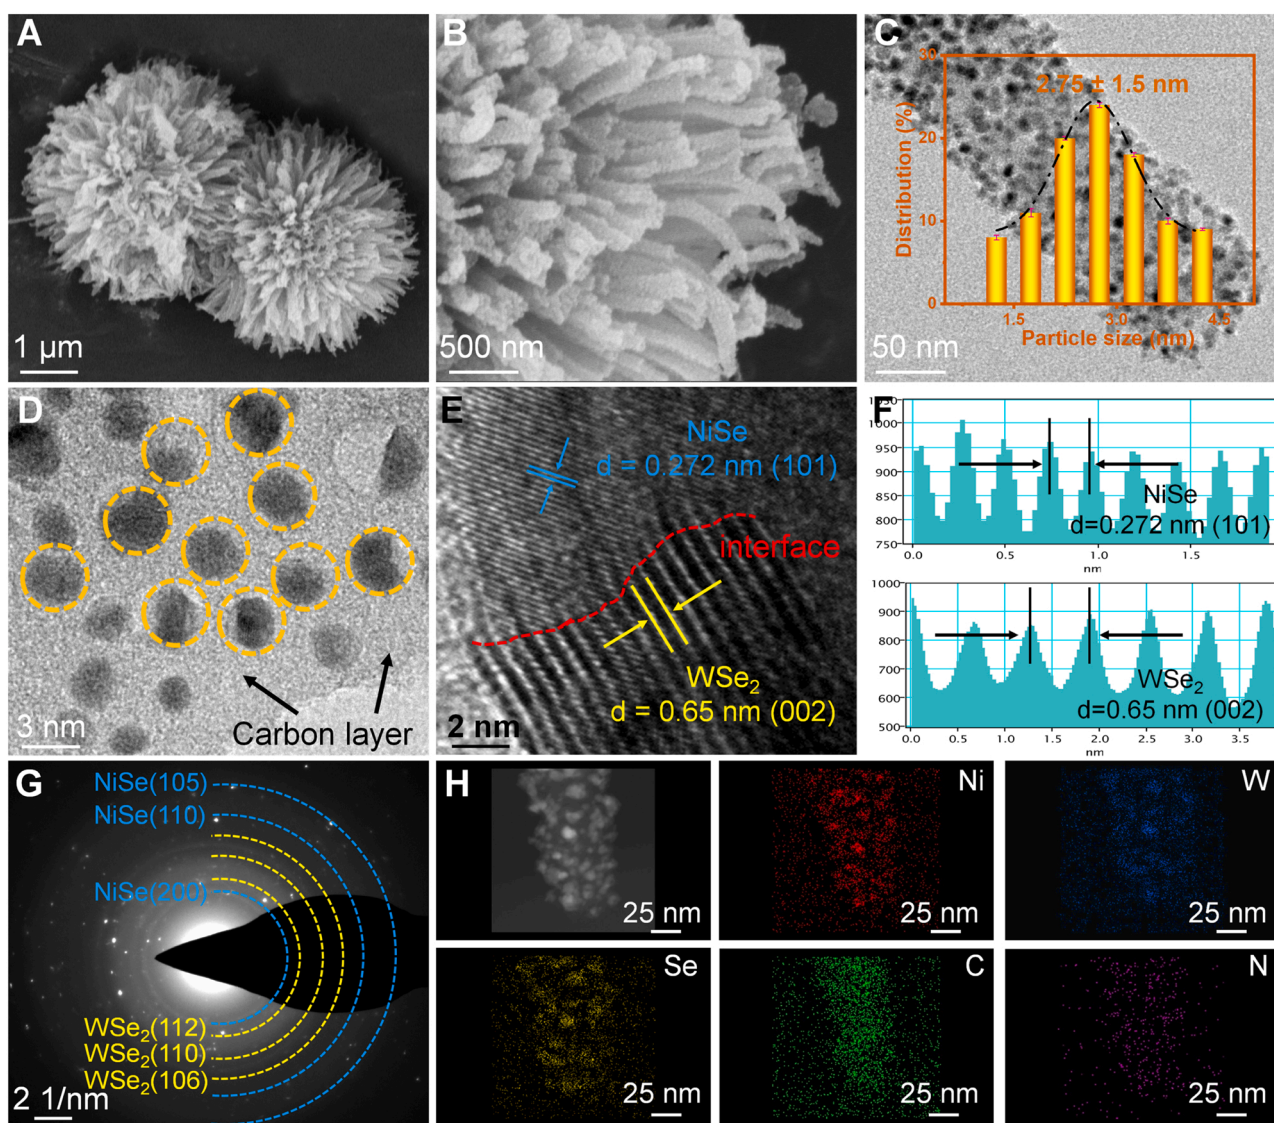 A
1 μm
B
500 nm
C
30
20
10
0
Distribution (%)
2.75 ± 1.5 nm
1.5
3.0
4.5
Particle size (nm)
50 nm
D
3 nm
Carbon layer
E
NiSe
d = 0.272 nm (101)
interface
WSe₂
d = 0.65 nm (002)
2 nm
F
1050
1000
950
900
850
800
750
NiSe
d=0.272 nm (101)
0.0
0.5
1.0
1.5
nm
1000
900
800
700
600
500
WSe₂
d=0.65 nm (002)
0.0
0.5
1.0
1.5
2.0
2.5
3.0
3.5
nm
G
NiSe(105)
NiSe(110)
NiSe(200)
WSe₂(112)
WSe₂(110)
WSe₂(106)
2 1/nm
H
25 nm
Ni
25 nm
W
25 nm
Se
25 nm
C
25 nm
N
25 nm